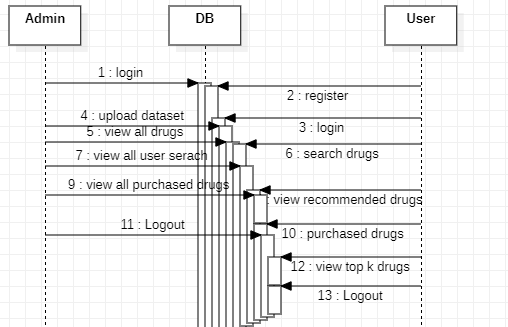 Admin
DB
User
1 : login
2 : register
4 : upload dataset
3 : login
5 : view all drugs
6 : search drugs
7 : view all user serach
9 : view all purchased drugs
: view recommended drugs
11 : Logout
10 : purchased drugs
12 : view top k drugs
13 : Logout